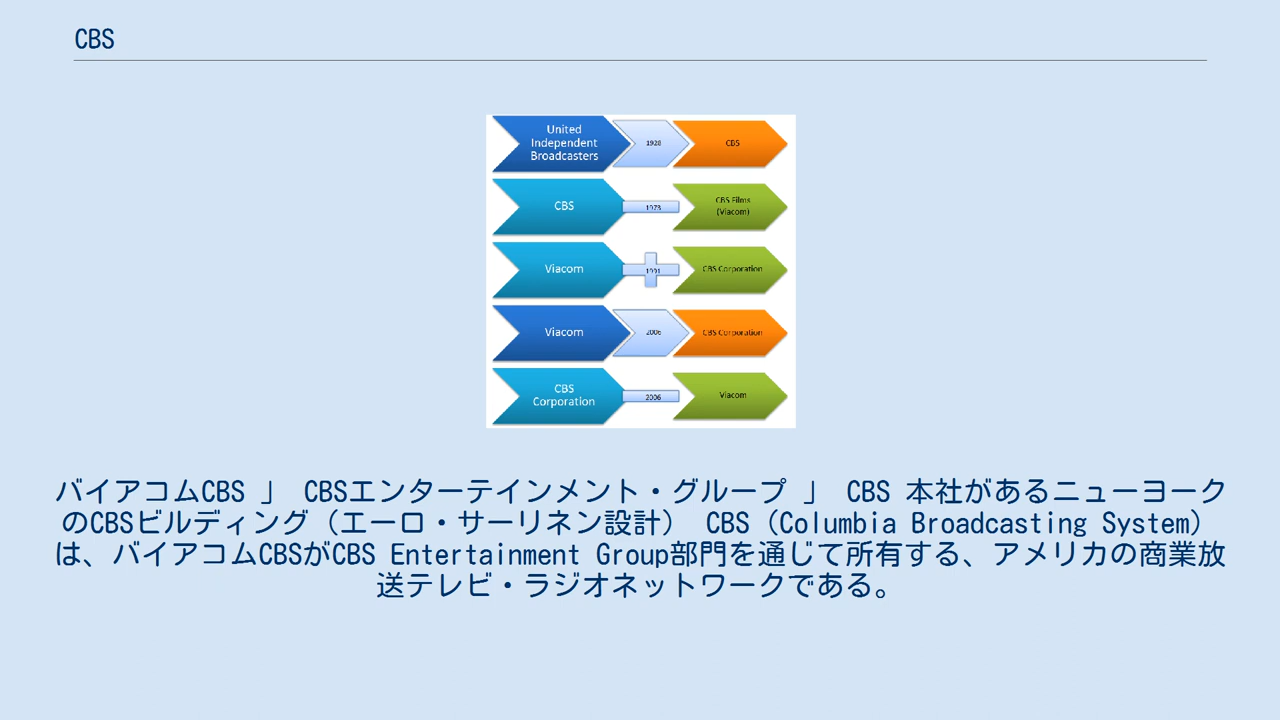 CBS
United
Independent
Broadcasters
1928
CBS
CBS
1973
CBS Films
(Viacom)
Viacom
1991
CBS Corporation
Viacom
2006
CBS Corporation
CBS
Corporation
2006
Viacom
バイアコムCBS 」 CBSエンターテインメント・グループ 」 CBS 本社があるニューヨーク
のCBSビルディング（エーロ・サーリネン設計） CBS（Columbia Broadcasting System）
は、バイアコムCBSがCBS Entertainment Group部門を通じて所有する、アメリカの商業放
送テレビ・ラジオネットワークである。